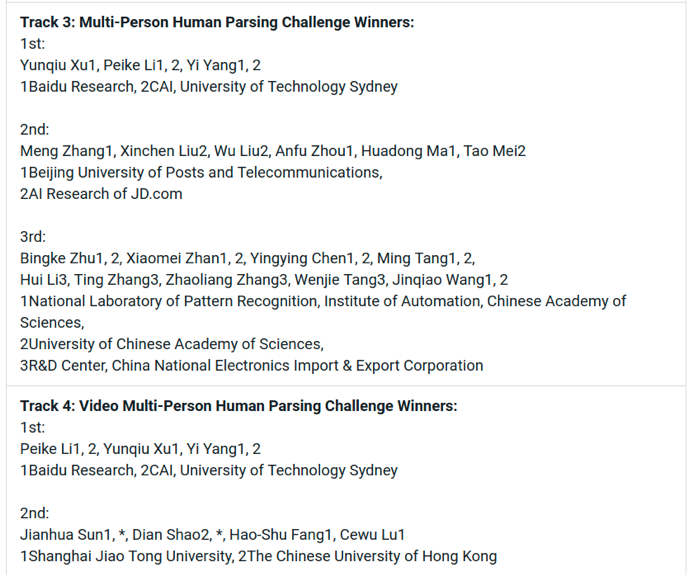 Track 3: Multi-Person Human Parsing Challenge Winners:
1st:
Yunqiu Xu1, Peike Li1, 2, Yi Yang1, 2
1Baidu Research, 2CAI, University of Technology Sydney
2nd:
Meng Zhang1, Xinchen Liu2, Wu Liu2, Anfu Zhou1, Huadong Ma1, Tao Mei2
1Beijing University of Posts and Telecommunications,
2AI Research of JD.com
3rd:
Bingke Zhu1, 2, Xiaomei Zhan1, 2, Yingying Chen1, 2, Ming Tang1, 2,
Hui Li3, Ting Zhang3, Zhaoliang Zhang3, Wenjie Tang3, Jinqiao Wang1, 2
1National Laboratory of Pattern Recognition, Institute of Automation, Chinese Academy of
Sciences,
2University of Chinese Academy of Sciences,
3R&D Center, China National Electronics Import & Export Corporation
Track 4: Video Multi-Person Human Parsing Challenge Winners:
1st:
Peike Li1, 2, Yunqiu Xu1, Yi Yang1, 2
1Baidu Research, 2CAI, University of Technology Sydney
2nd:
Jianhua Sun1, *, Dian Shao2, *, Hao-Shu Fang1, Cewu Lu1
1Shanghai Jiao Tong University, 2The Chinese University of Hong Kong